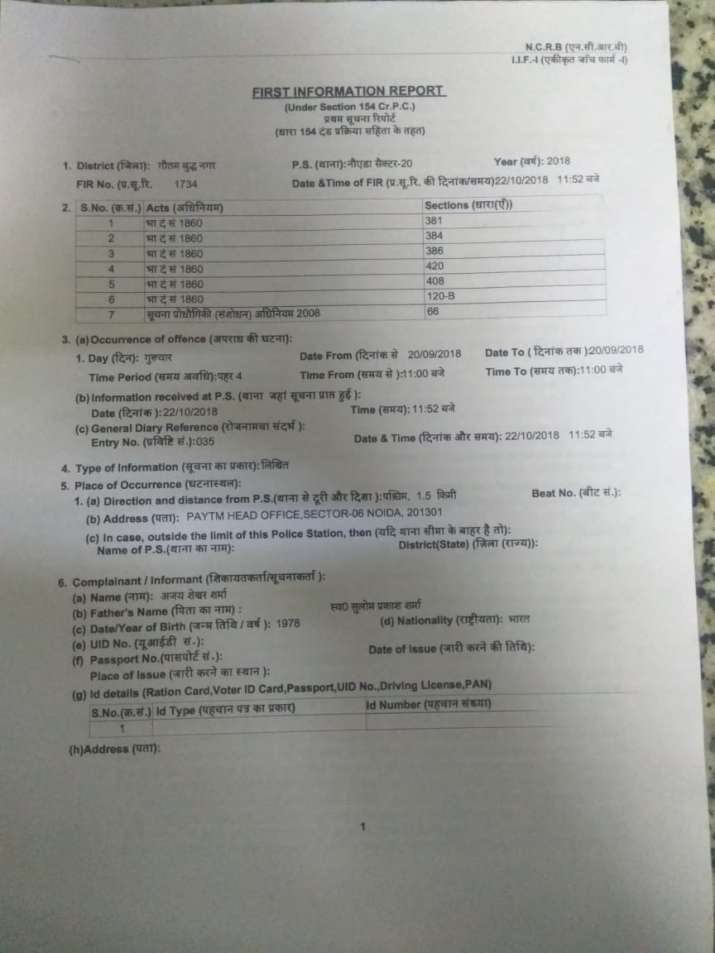 N.C.R.B (एन.सी.आर.बी)
I.I.F.-I (एकीकृत जाँच फार्म -I)
FIRST INFORMATION REPORT
(Under Section 154 Cr.P.C.)
प्रथम सूचना रिपोर्ट
(धारा 154 दंड प्रक्रिया सहिता के तहत)
1. District (जिला): गौतम बुद्ध नगर P.S. (थाना):नौएडा सैक्टर-20 Year (वर्ष): 2018
FIR No. (प्र.सू.रि. 1734 Date &Time of FIR (प्र.सू.रि. की दिनांक/समय)22/10/2018 11:52 बजे
2. S.No. (क्र.सं.) Acts (अधिनियम) Sections (धारा(एँ))
1 भा दं सं 1860 381
2 भा दं सं 1860 384
3 भा दं सं 1860 386
4 भा दं सं 1860 420
5 भा दं सं 1860 408
6 भा दं सं 1860 120-B
7 सूचना प्रोद्यौगिकी (संशोधन) अधिनियम 2008 66
3. (a)Occurrence of offence (अपराध की घटना):
1. Day (दिन): गुरूवार Date From (दिनांक से 20/09/2018 Date To ( दिनांक तक ):20/09/2018
Time Period (समय अवधि):पहर 4 Time From (समय से ):11:00 बजे Time To (समय तक):11:00 बजे
(b)Information received at P.S. (थाना जहां सूचना प्राप्त हुई ):
Date (दिनांक ):22/10/2018 Time (समय): 11:52 बजे
(c) General Diary Reference (रोजनामचा संदर्भ ):
Entry No. (प्रविष्टि सं.):035 Date & Time (दिनांक और समय): 22/10/2018 11:52 बजे
4. Type of Information (सूचना का प्रकार): लिखित
5. Place of Occurrence (घटनास्थल):
1. (a) Direction and distance from P.S.(थाना से दूरी और दिशा ):पश्चिम, 1.5 किमी Beat No. (बीट सं.):
(b) Address (पता): PAYTM HEAD OFFICE,SECTOR-06 NOIDA, 201301
(c) In case, outside the limit of this Police Station, then (यदि थाना सीमा के बाहर है तो):
Name of P.S.(थाना का नाम): District(State) (जिला (राज्य)):
6. Complainant / Informant (शिकायतकर्ता/सूचनाकर्ता ):
(a) Name (नाम): अजय शेखर शर्मा
(b) Father's Name (पिता का नाम) : स्व0 सुलोम प्रकाश शर्मा
(c) Date/Year of Birth (जन्म तिथि / वर्ष ): 1978 (d) Nationality (राष्ट्रीयता): भारत
(e) UID No. (यूआईडी सं.):
(f) Passport No.(पासपोर्ट सं.): Date of Issue (जारी करने की तिथि):
Place of Issue (जारी करने का स्थान ):
(g) Id details (Ration Card,Voter ID Card,Passport,UID No.,Driving License,PAN)
S.No.(क्र.सं.) Id Type (पहचान पत्र का प्रकार) Id Number (पहचान संख्या)
1
(h)Address (पता):
1